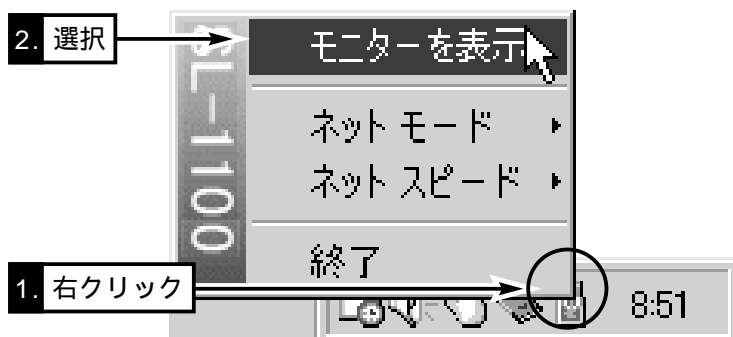 2. 選択
モニターを表示
ネット モード
ネット スピード
終了
1. 右クリック
SL-1100
8:51